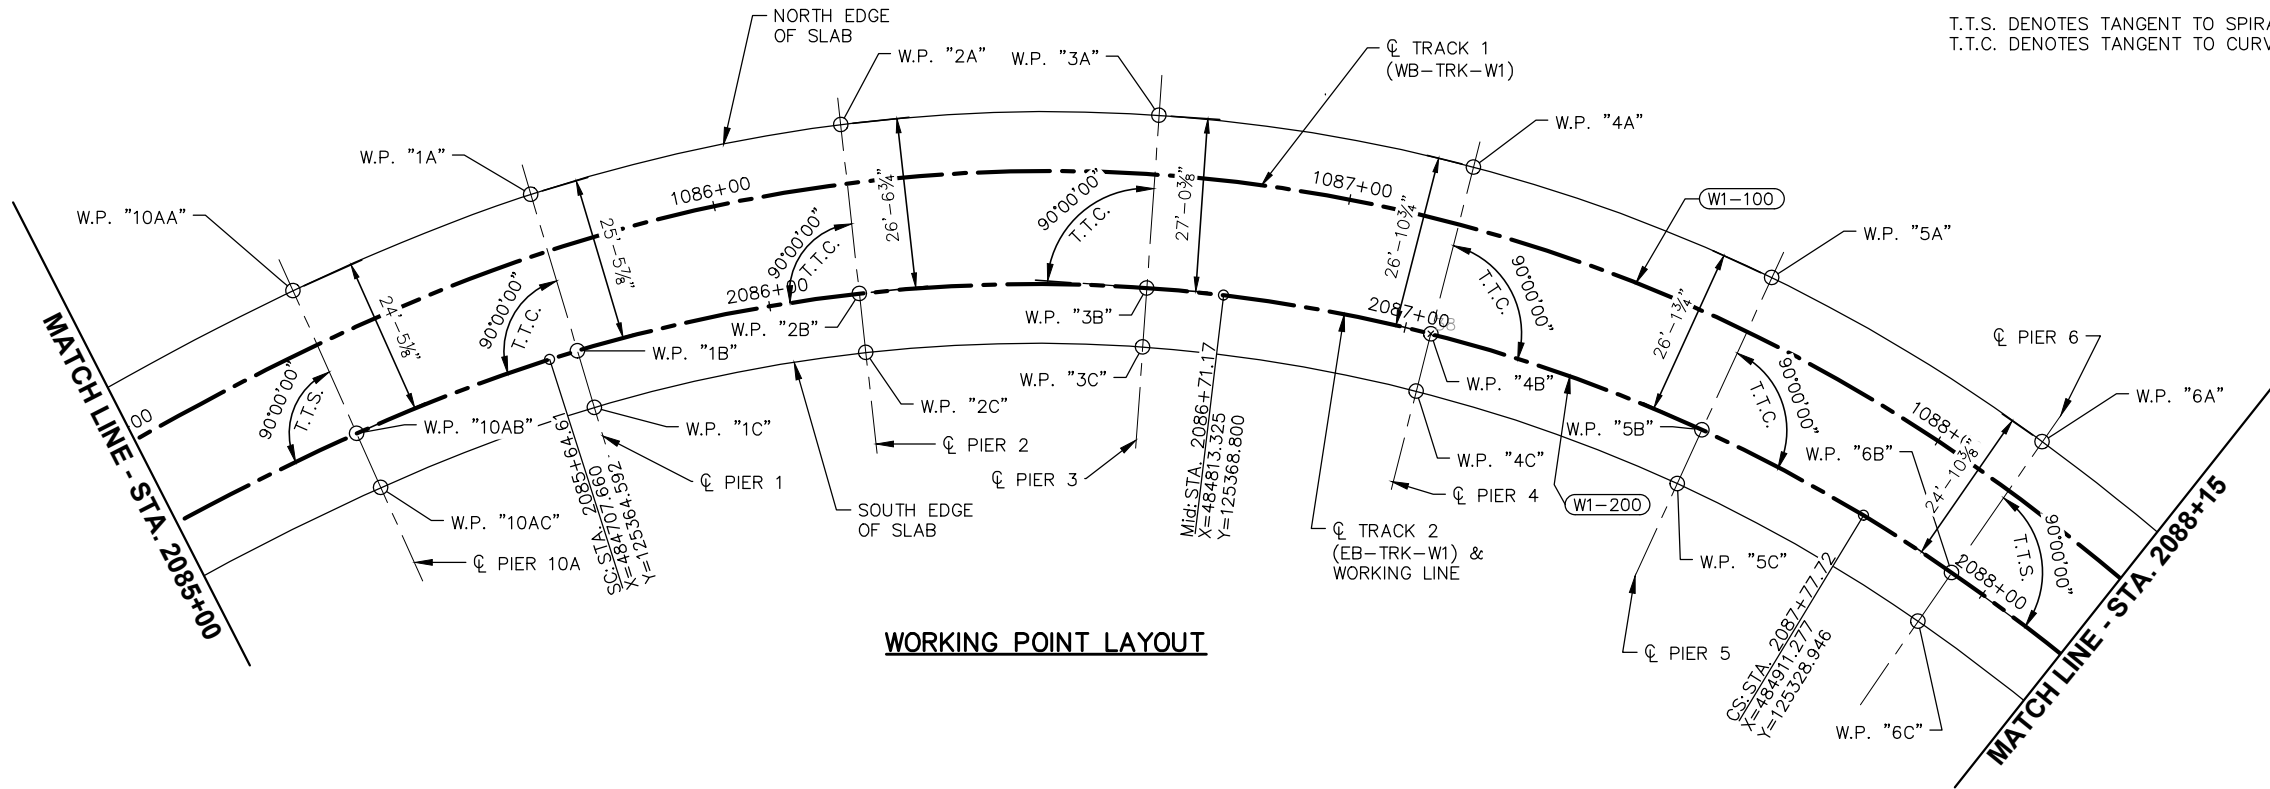 NORTH EDGE
OF SLAB
T.T.S. DENOTES TANGENT TO
T.T.C. DENOTES TANGENT TO
W.P. "2A"
W.P. "3A"
℄ TRACK 1
(WB-TRK-W1)
W.P. "4A"
W.P. "1A"
W.P. "10AA"
1086+00
1087+00
W1-100
W.P. "5A"
W.P. "6A"
24'-5⅛"
25'-5⅞"
26'-6¾"
27'-0⅜"
26'-10¾"
26'-1¾"
24'-10⅜"
90°00'00"
T.T.S.
90°00'00"
T.T.C.
90°00'00"
T.T.C.
90°00'00"
T.T.C.
90°00'00"
T.T.C.
90°00'00"
T.T.C.
90°00'00"
T.T.S.
00
2086+00
2087+00
2088+00
W.P. "10AB"
W.P. "1B"
W.P. "2B"
W.P. "3B"
W.P. "4B"
W.P. "5B"
W.P. "6B"
W.P. "10AC"
W.P. "1C"
W.P. "2C"
W.P. "3C"
W.P. "4C"
W.P. "5C"
W.P. "6C"
℄ PIER 10A
℄ PIER 1
℄ PIER 2
℄ PIER 3
℄ PIER 4
℄ PIER 5
℄ PIER 6
SC: STA. 2085+64.61
X=484707.660
Y=125364.592
Mid: STA. 2086+71.17
X=484813.325
Y=125368.800
CS: STA. 2087+77.72
X=484911.277
Y=125328.946
SOUTH EDGE
OF SLAB
℄ TRACK 2
(EB-TRK-W1) &
WORKING LINE
W1-200
MATCH LINE - STA. 2085+00
MATCH LINE - STA. 2088+15
WORKING POINT LAYOUT